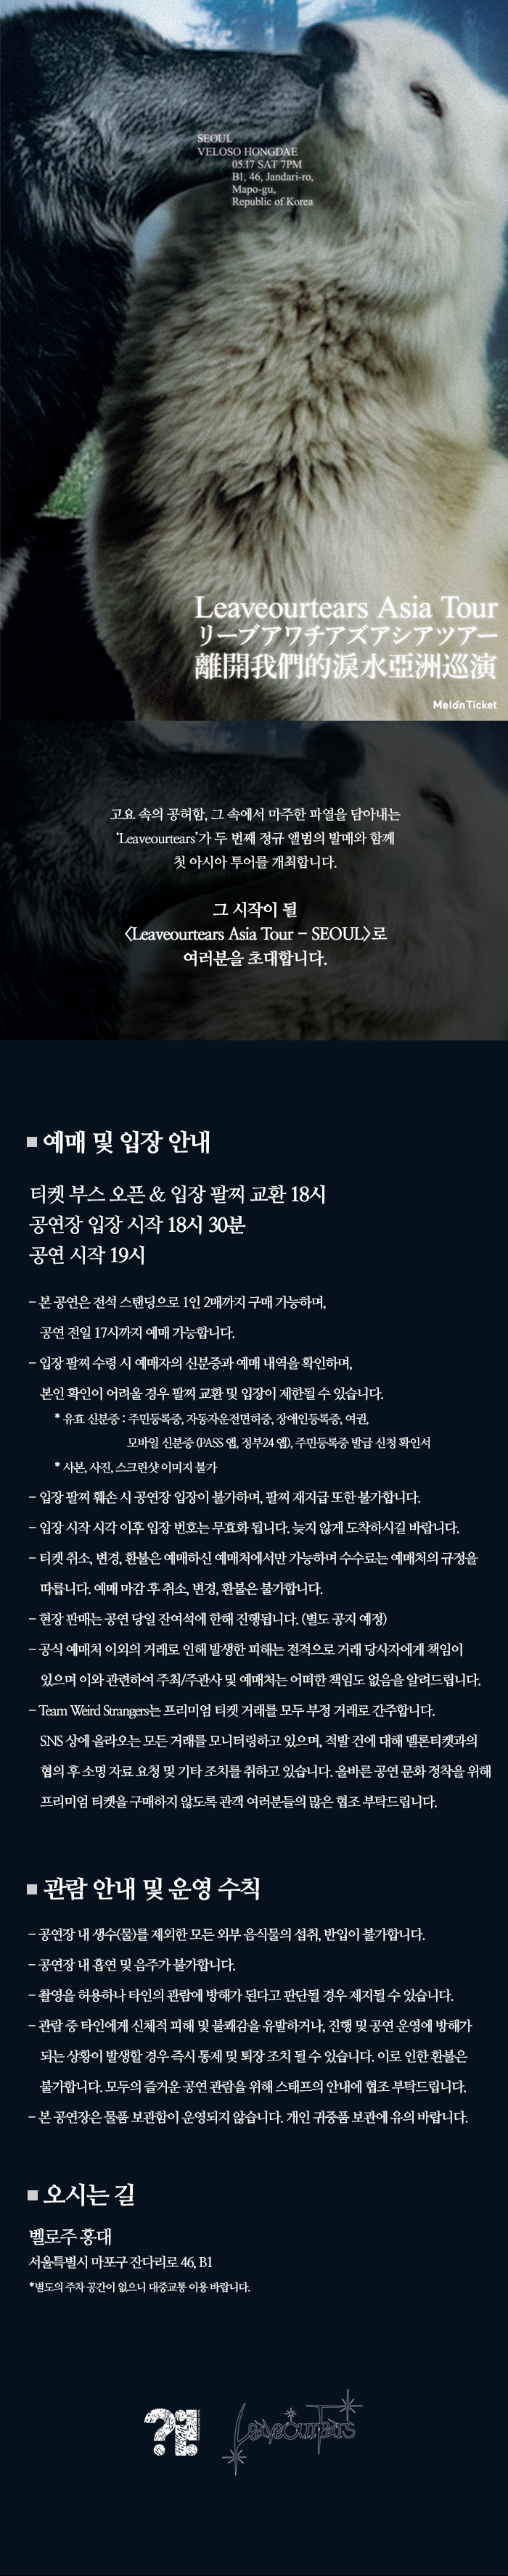 SEOUL
VELOSO HONGDAE
05.17 SAT 7PM
B1, 46, Jandari-ro,
Mapo-gu,
Republic of Korea
Leaveourtears Asia Tour
リーブアワチアズアシアツアー
離開我們的淚水亞洲巡演
Melon Ticket
고요 속의 공허함, 그 속에서 마주한 파열을 담아내는
‘Leaveourtears’가 두 번째 정규 앨범의 발매와 함께
첫 아시아 투어를 개최합니다.
그 시작이 될
〈Leaveourtears Asia Tour - SEOUL〉로
여러분을 초대합니다.
■ 예매 및 입장 안내
티켓 부스 오픈 & 입장 팔찌 교환 18시
공연장 입장 시작 18시 30분
공연 시작 19시
- 본 공연은 전석 스탠딩으로 1인 2매까지 구매 가능하며,
공연 전일 17시까지 예매 가능합니다.
- 입장 팔찌 수령 시 예매자의 신분증과 예매 내역을 확인하며,
본인 확인이 어려울 경우 팔찌 교환 및 입장이 제한될 수 있습니다.
* 유효 신분증 : 주민등록증, 자동차운전면허증, 장애인등록증, 여권,
모바일 신분증 (PASS 앱, 정부24 앱), 주민등록증 발급 신청 확인서
* 사본, 사진, 스크린샷 이미지 불가
- 입장 팔찌 훼손 시 공연장 입장이 불가하며, 팔찌 재지급 또한 불가합니다.
- 입장 시작 시각 이후 입장 번호는 무효화 됩니다. 늦지 않게 도착하시길 바랍니다.
- 티켓 취소, 변경, 환불은 예매하신 예매처에서만 가능하며 수수료는 예매처의 규정을
따릅니다. 예매 마감 후 취소, 변경, 환불은 불가합니다.
- 현장 판매는 공연 당일 잔여석에 한해 진행됩니다. (별도 공지 예정)
- 공식 예매처 이외의 거래로 인해 발생한 피해는 전적으로 거래 당사자에게 책임이
있으며 이와 관련하여 주최/주관사 및 예매처는 어떠한 책임도 없음을 알려드립니다.
- Team Weird Strangers는 프리미엄 티켓 거래를 모두 부정 거래로 간주합니다.
SNS 상에 올라오는 모든 거래를 모니터링하고 있으며, 적발 건에 대해 멜론티켓과의
협의 후 소명 자료 요청 및 기타 조치를 취하고 있습니다. 올바른 공연 문화 정착을 위해
프리미엄 티켓을 구매하지 않도록 관객 여러분들의 많은 협조 부탁드립니다.
■ 관람 안내 및 운영 수칙
- 공연장 내 생수(물)를 제외한 모든 외부 음식물의 섭취, 반입이 불가합니다.
- 공연장 내 흡연 및 음주가 불가합니다.
- 촬영을 허용하나 타인의 관람에 방해가 된다고 판단될 경우 제지될 수 있습니다.
- 관람 중 타인에게 신체적 피해 및 불쾌감을 유발하거나, 진행 및 공연 운영에 방해가
되는 상황이 발생할 경우 즉시 통제 및 퇴장 조치 될 수 있습니다. 이로 인한 환불은
불가합니다. 모두의 즐거운 공연 관람을 위해 스태프의 안내에 협조 부탁드립니다.
- 본 공연장은 물품 보관함이 운영되지 않습니다. 개인 귀중품 보관에 유의 바랍니다.
■ 오시는 길
벨로주 홍대
서울특별시 마포구 잔다리로 46, B1
*별도의 주차 공간이 없으니 대중교통 이용 바랍니다.
?!
Leaveourtears